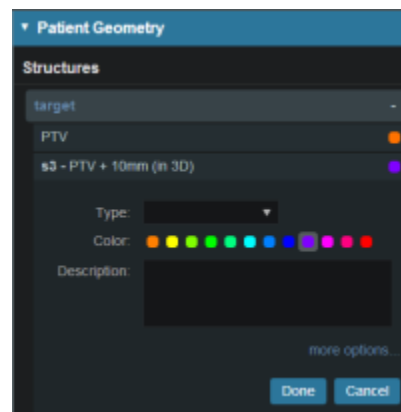 Patient Geometry
Structures
target -
PTV
s3 - PTV + 10mm (in 3D)
Type:
Color:
Description:
more options...
Done Cancel